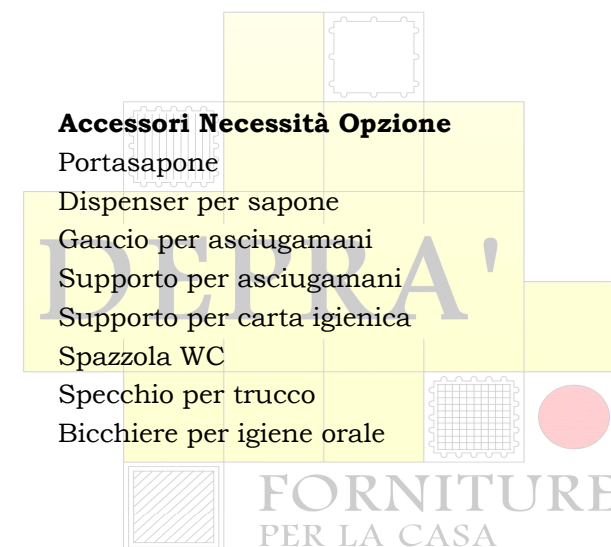 Accessori Necessità Opzione
Portasapone
Dispenser per sapone
Gancio per asciugamani
Supporto per asciugamani
DEPRA'
Supporto per carta igienica
Spazzola WC
Specchio per trucco
Bicchiere per igiene orale
FORNITURE
PER LA CASA